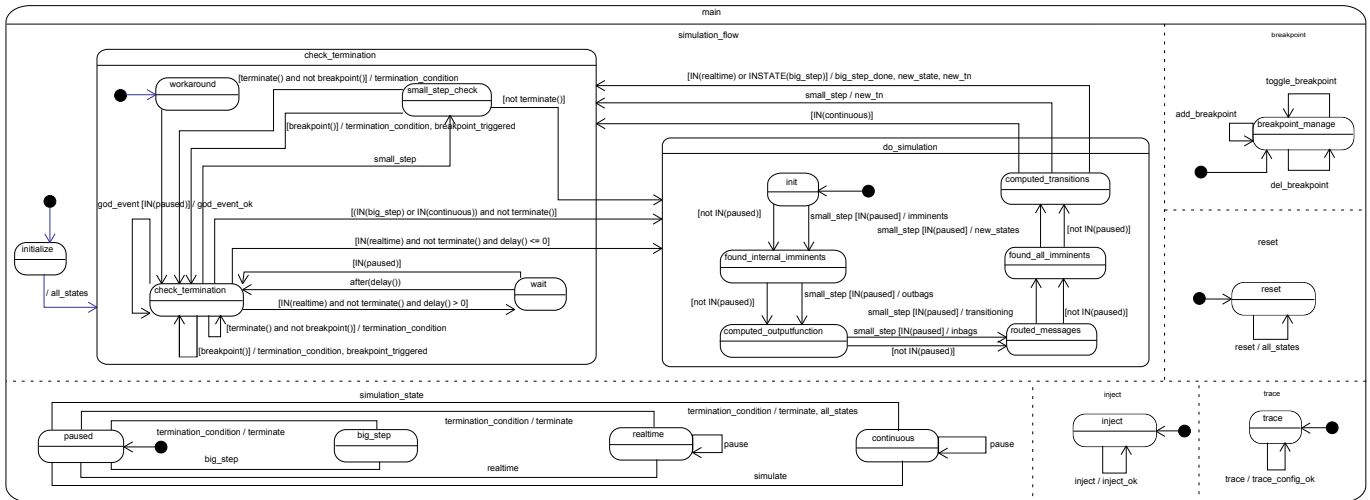 main
simulation_flow
breakpoint
check_termination
workaround
[terminate() and not breakpoint()] / termination_condition
small_step_check
[not terminate()]
[IN(realtime) or INSTATE(big_step)] / big_step_done, new_state, new_tn
small_step / new_tn
[IN(continuous)]
[breakpoint()] / termination_condition, breakpoint_triggered
small_step
toggle_breakpoint
add_breakpoint
breakpoint_manage
del_breakpoint
do_simulation
init
computed_transitions
god_event [IN(paused)] / god_event_ok
[(IN(big_step) or IN(continuous)) and not terminate()]
[not IN(paused)]
small_step [IN(paused)] / imminents
small_step [IN(paused)] / new_states
[not IN(paused)]
initialize
[IN(realtime) and not terminate() and delay() <= 0]
found_internal_imminents
found_all_imminents
reset
[IN(paused)]
after(delay())
wait
/ all_states
check_termination
[IN(realtime) and not terminate() and delay() > 0]
[not IN(paused)]
small_step [IN(paused)] / outbags
small_step [IN(paused)] / transitioning
[not IN(paused)]
reset
reset / all_states
[terminate() and not breakpoint()] / termination_condition
[breakpoint()] / termination_condition, breakpoint_triggered
computed_outputfunction
small_step [IN(paused)] / inbags
[not IN(paused)]
routed_messages
simulation_state
inject
trace
termination_condition / terminate
termination_condition / terminate
termination_condition / terminate, all_states
paused
big_step
realtime
pause
continuous
pause
big_step
realtime
simulate
inject
inject / inject_ok
trace
trace / trace_config_ok